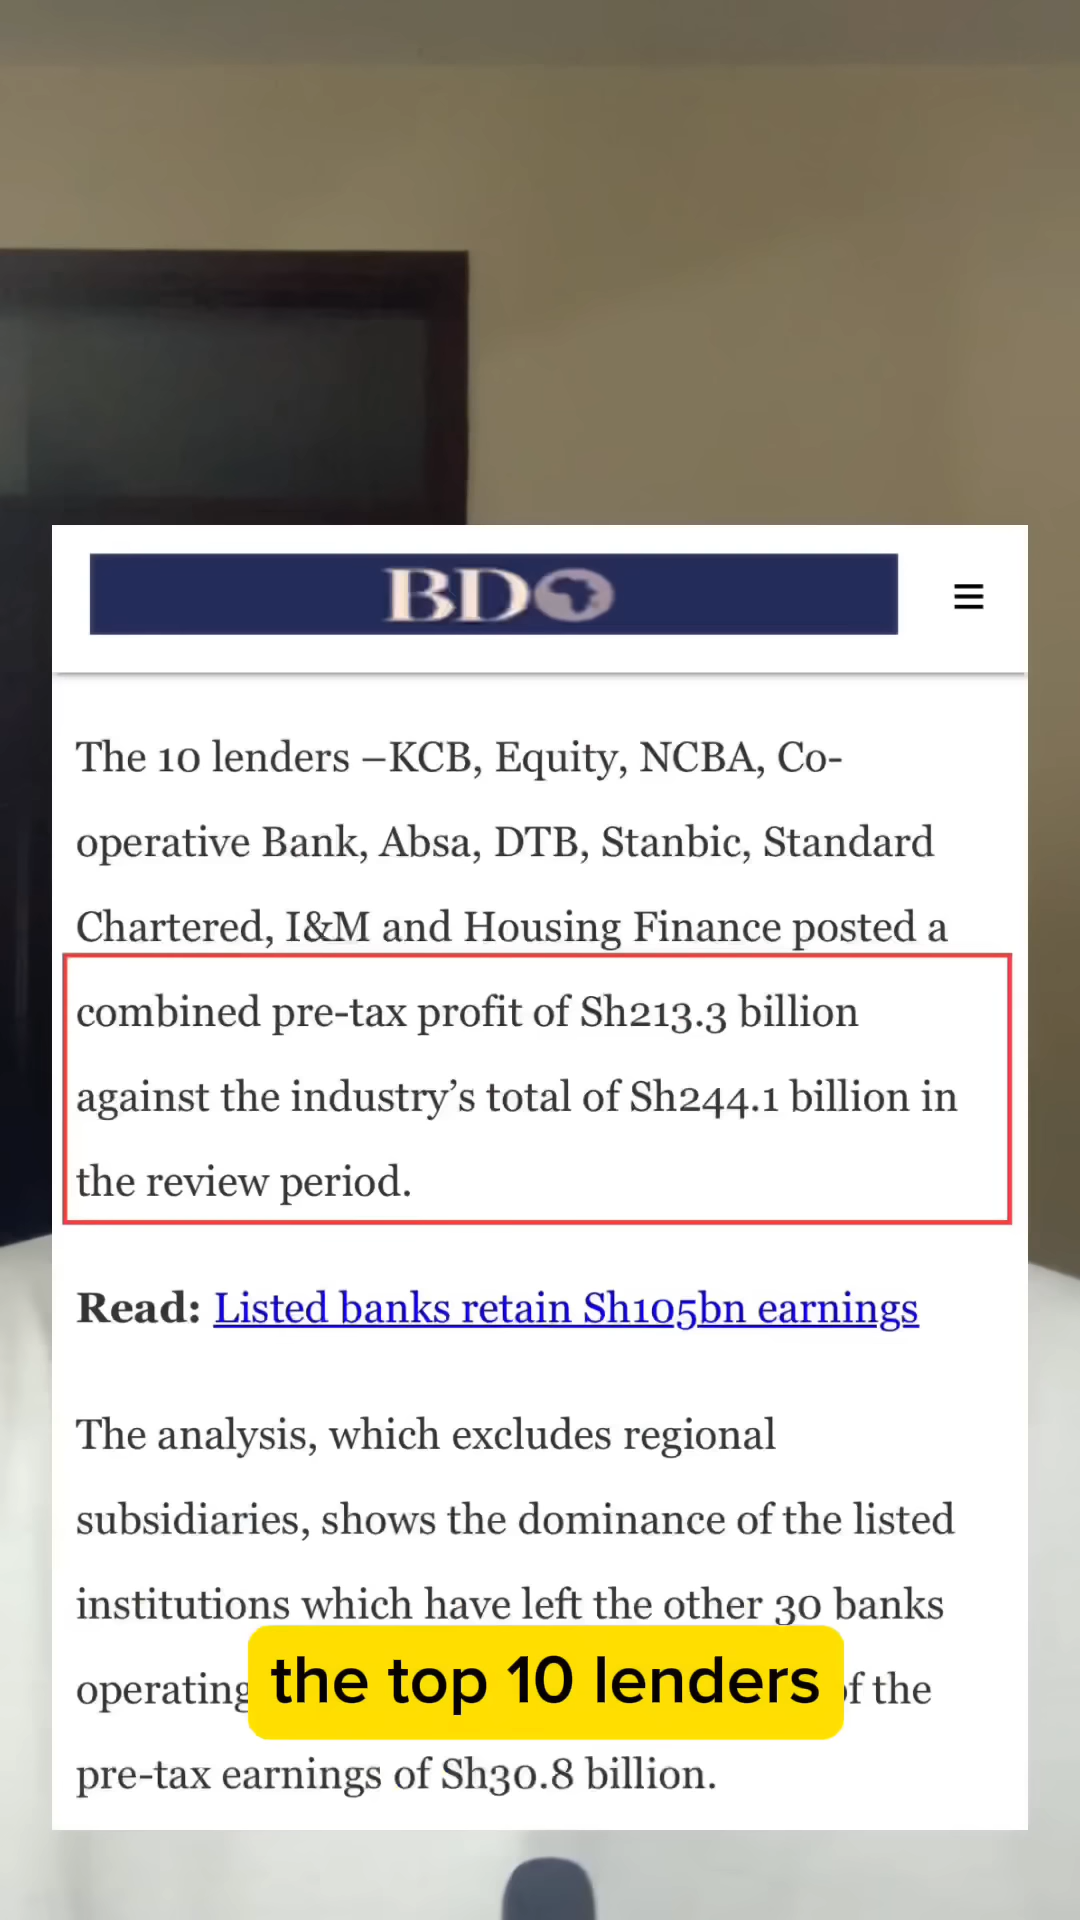 BD
The 10 lenders –KCB, Equity, NCBA, Co-
operative Bank, Absa, DTB, Stanbic, Standard
Chartered, I&M and Housing Finance posted a
combined pre-tax profit of Sh213.3 billion
against the industry’s total of Sh244.1 billion in
the review period.
Read: Listed banks retain Sh105bn earnings
The analysis, which excludes regional
subsidiaries, shows the dominance of the listed
institutions which have left the other 30 banks
operating
the top 10 lenders
the
pre-tax earnings of Sh30.8 billion.